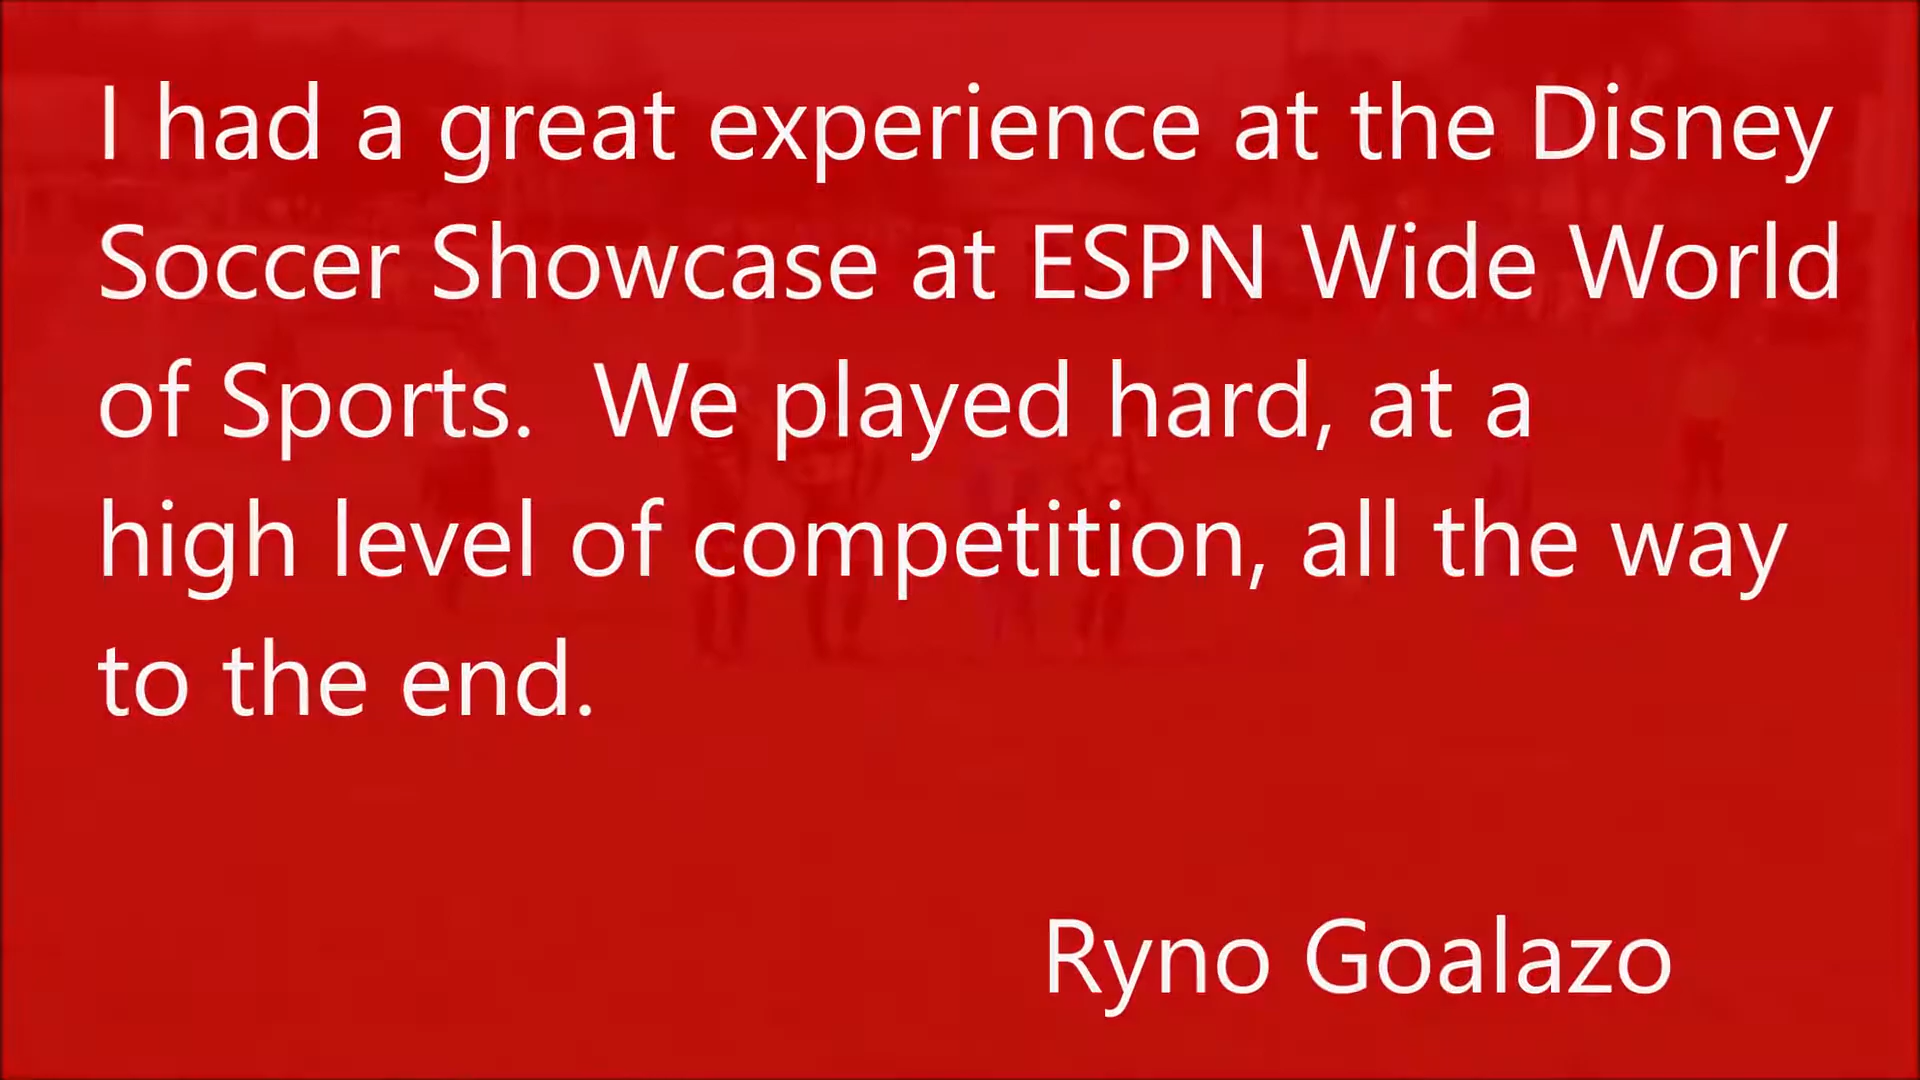 I had a great experience at the Disney
Soccer Showcase at ESPN Wide World
of Sports.  We played hard, at a
high level of competition, all the way
to the end.
Ryno Goalazo